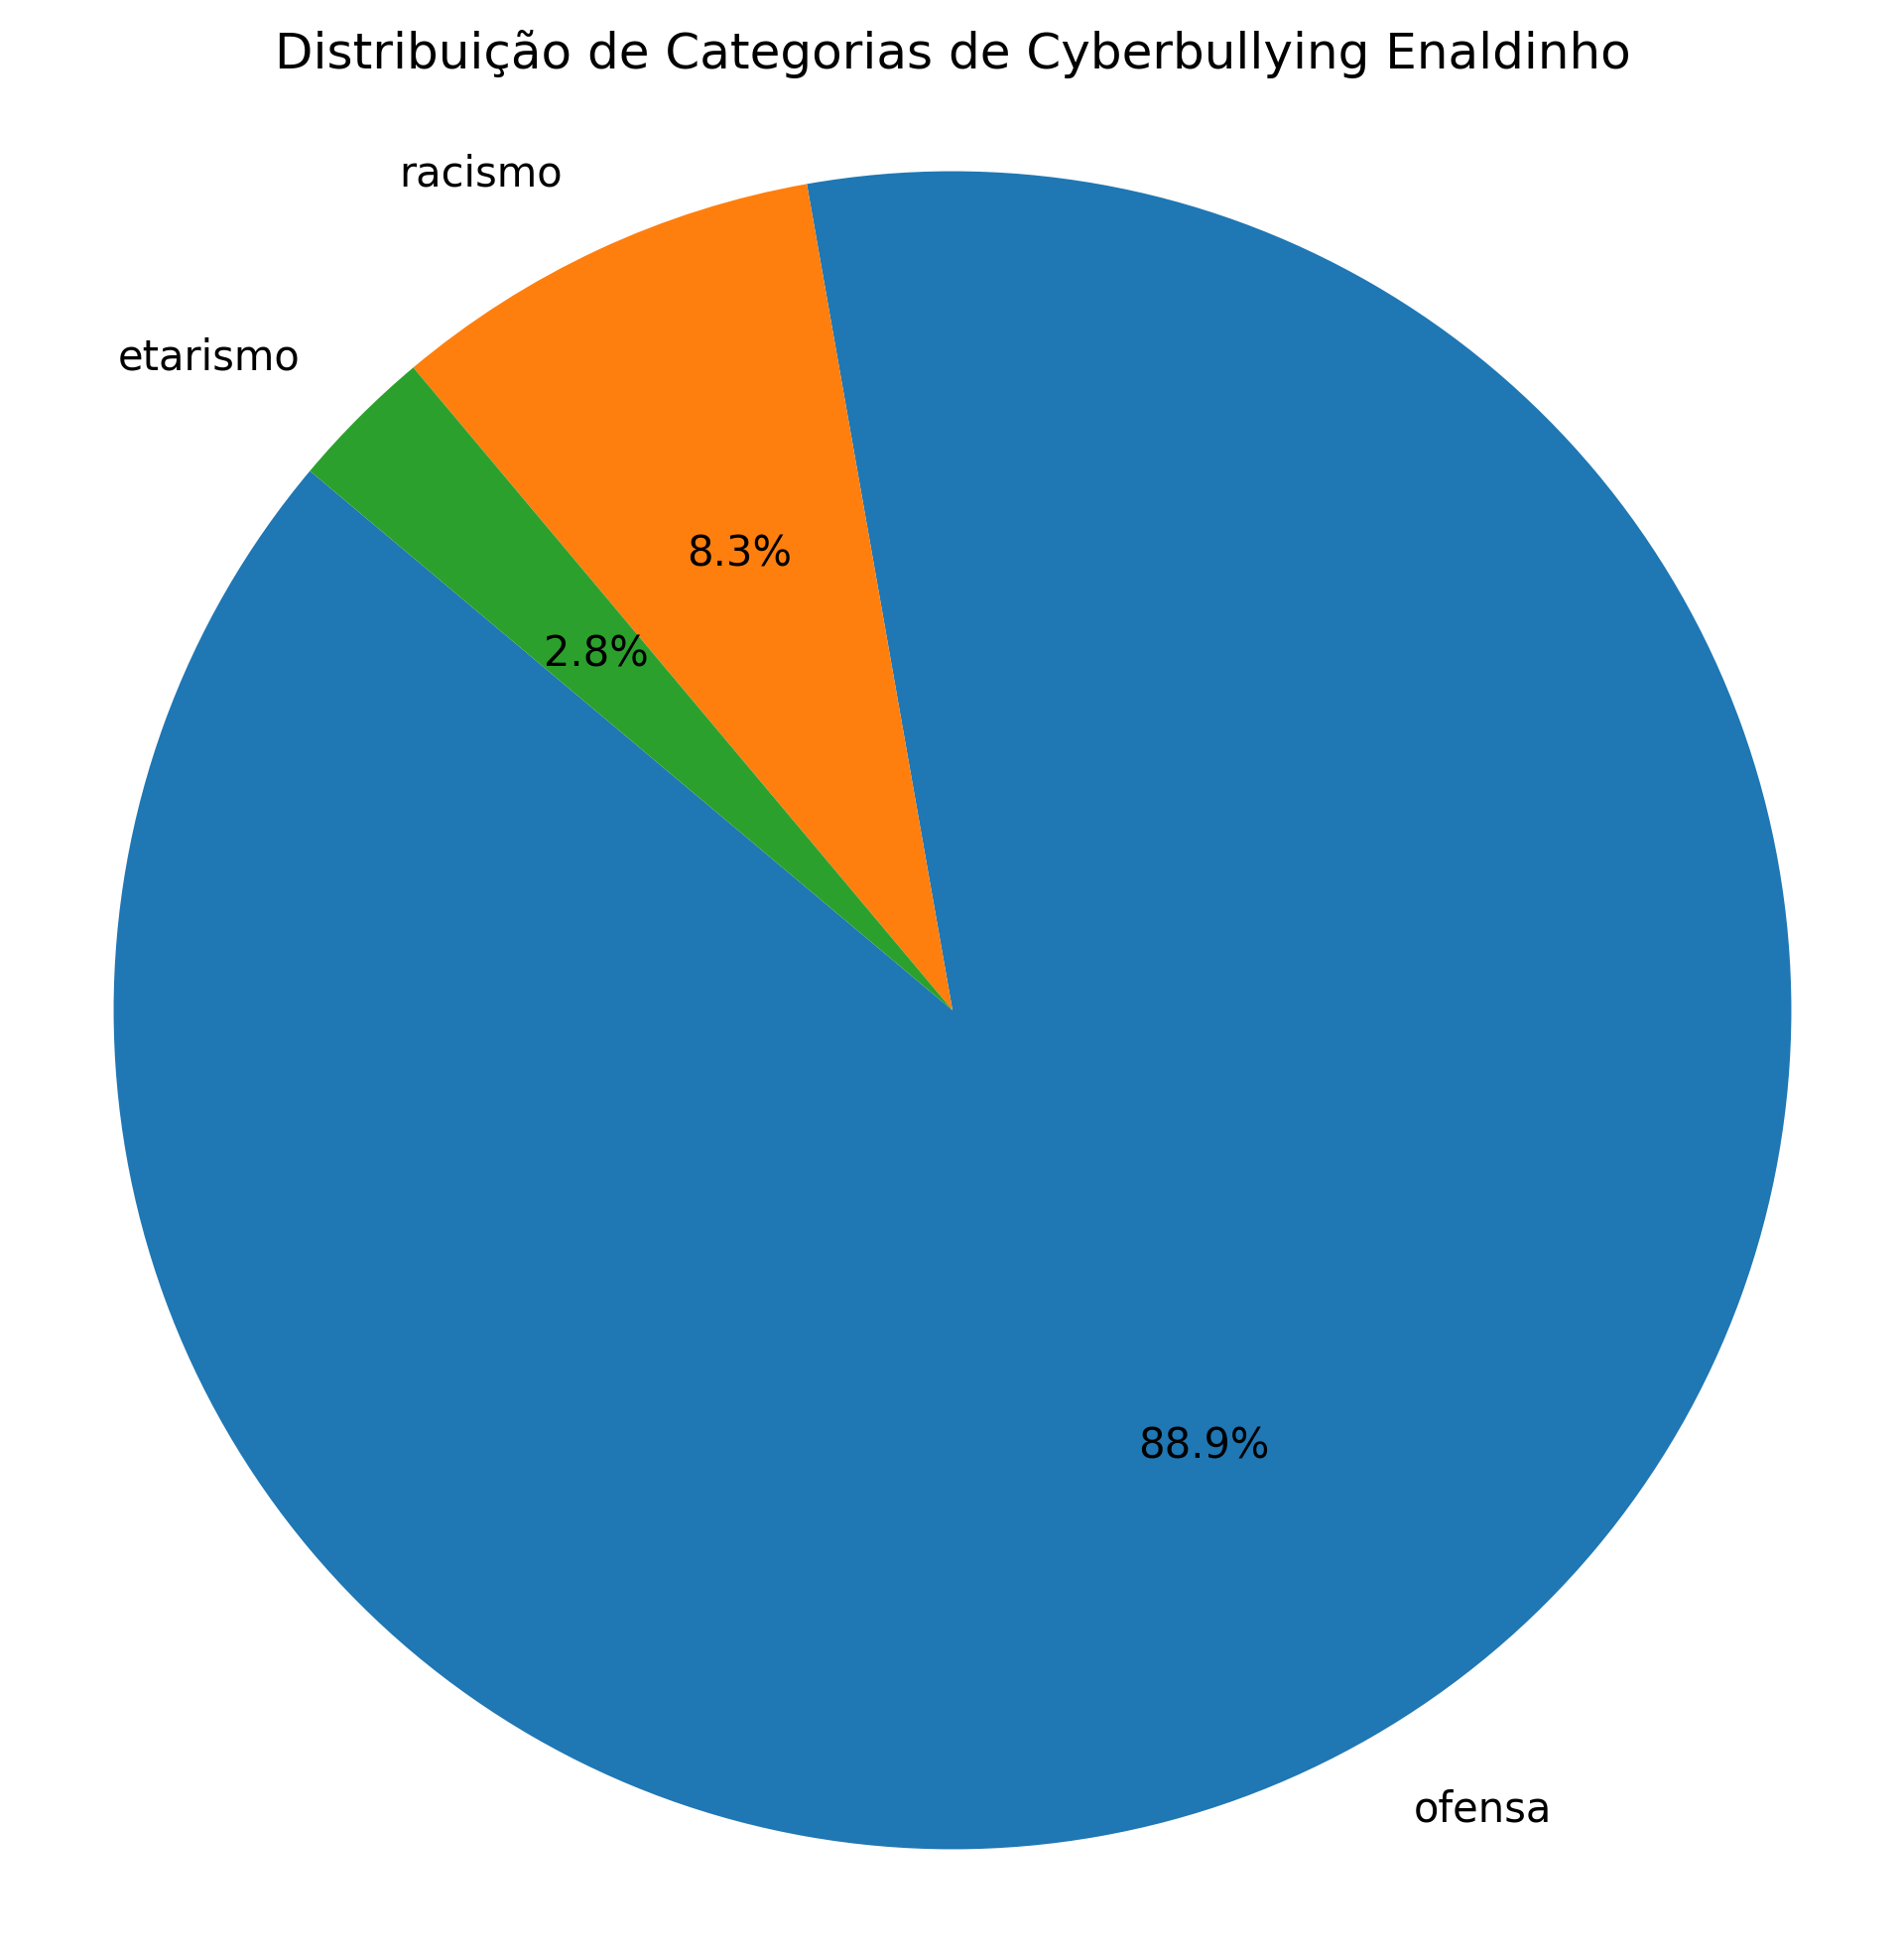 Distribuição de Categorias de Cyberbullying Enaldinho
racismo
etarismo
8.3%
2.8%
88.9%
ofensa